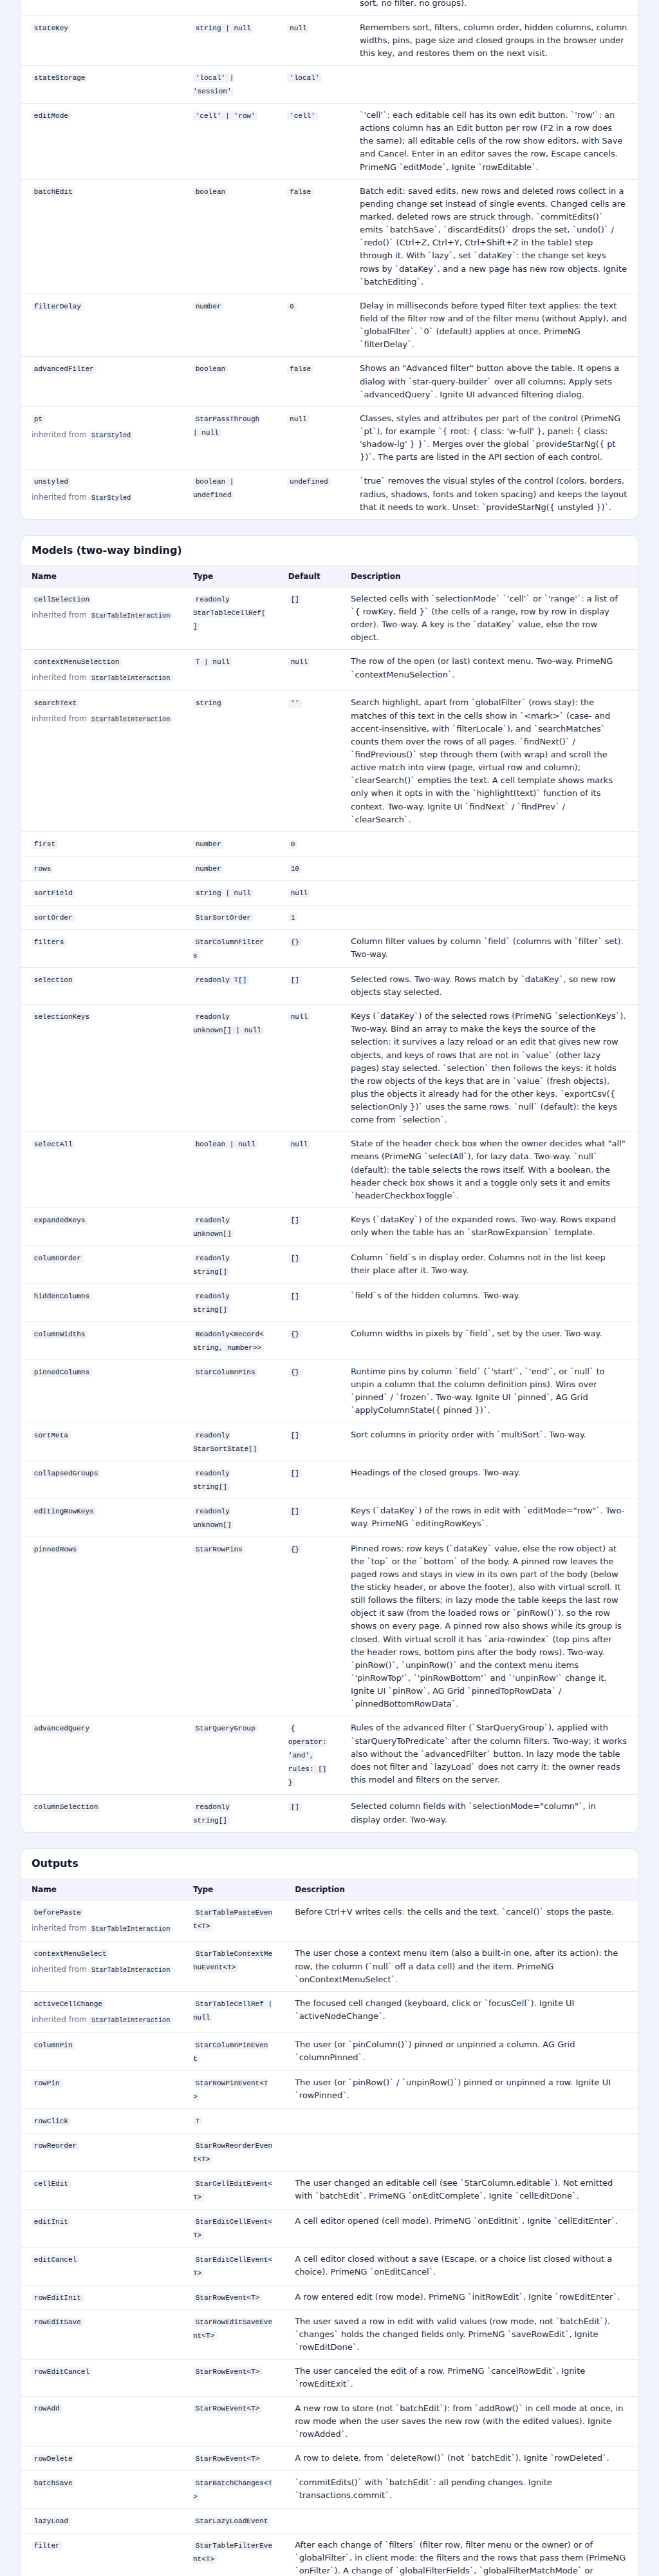 sort, no filter, no groups).
stateKey string | null null Remembers sort, filters, column order, hidden columns, column
widths, pins, page size and closed groups in the browser under
this key, and restores them on the next visit.
stateStorage 'local' | 'local'
'session'
editMode 'cell' | 'row' 'cell' `'cell'`: each editable cell has its own edit button. `'row'`: an
actions column has an Edit button per row (F2 in a row does
the same); all editable cells of the row show editors, with Save
and Cancel. Enter in an editor saves the row, Escape cancels.
PrimeNG `editMode`, Ignite `rowEditable`.
batchEdit boolean false Batch edit: saved edits, new rows and deleted rows collect in a
pending change set instead of single events. Changed cells are
marked, deleted rows are struck through. `commitEdits()`
emits `batchSave`, `discardEdits()` drops the set, `undo()` /
`redo()` (Ctrl+Z, Ctrl+Y, Ctrl+Shift+Z in the table) step
through it. With `lazy`, set `dataKey`: the change set keys
rows by `dataKey`, and a new page has new row objects. Ignite
`batchEditing`.
filterDelay number 0 Delay in milliseconds before typed filter text applies: the text
field of the filter row and of the filter menu (without Apply), and
`globalFilter`. `0` (default) applies at once. PrimeNG
`filterDelay`.
advancedFilter boolean false Shows an "Advanced filter" button above the table. It opens a
dialog with `star-query-builder` over all columns; Apply sets
`advancedQuery`. Ignite UI advanced filtering dialog.
pt StarPassThrough null Classes, styles and attributes per part of the control (PrimeNG
inherited from StarStyled | null `pt`), for example `{ root: { class: 'w-full' }, panel: { class:
'shadow-lg' } }`. Merges over the global `provideStarNg({ pt
})`. The parts are listed in the API section of each control.
unstyled boolean | undefined `true` removes the visual styles of the control (colors, borders,
inherited from StarStyled undefined radius, shadows, fonts and token spacing) and keeps the layout
that it needs to work. Unset: `provideStarNg({ unstyled })`.
Models (two-way binding)
Name Type Default Description
cellSelection readonly [] Selected cells with `selectionMode` `'cell'` or `'range'`: a list of
inherited from StarTableInteraction StarTableCellRef[ `{ rowKey, field }` (the cells of a range, row by row in display
] order). Two-way. A key is the `dataKey` value, else the row
object.
contextMenuSelection T | null null The row of the open (or last) context menu. Two-way. PrimeNG
inherited from StarTableInteraction `contextMenuSelection`.
searchText string '' Search highlight, apart from `globalFilter` (rows stay): the
inherited from StarTableInteraction matches of this text in the cells show in `<mark>` (case- and
accent-insensitive, with `filterLocale`), and `searchMatches`
counts them over the rows of all pages. `findNext()` /
`findPrevious()` step through them (with wrap) and scroll the
active match into view (page, virtual row and column);
`clearSearch()` empties the text. A cell template shows marks
only when it opts in with the `highlight(text)` function of its
context. Two-way. Ignite UI `findNext` / `findPrev` /
`clearSearch`.
first number 0
rows number 10
sortField string | null null
sortOrder StarSortOrder 1
filters StarColumnFilter {} Column filter values by column `field` (columns with `filter` set).
s Two-way.
selection readonly T[] [] Selected rows. Two-way. Rows match by `dataKey`, so new row
objects stay selected.
selectionKeys readonly null Keys (`dataKey`) of the selected rows (PrimeNG `selectionKeys`).
unknown[] | null Two-way. Bind an array to make the keys the source of the
selection: it survives a lazy reload or an edit that gives new row
objects, and keys of rows that are not in `value` (other lazy
pages) stay selected. `selection` then follows the keys: it holds
the row objects of the keys that are in `value` (fresh objects),
plus the objects it already had for the other keys. `exportCsv({
selectionOnly })` uses the same rows. `null` (default): the keys
come from `selection`.
selectAll boolean | null null State of the header check box when the owner decides what "all"
means (PrimeNG `selectAll`), for lazy data. Two-way. `null`
(default): the table selects the rows itself. With a boolean, the
header check box shows it and a toggle only sets it and emits
`headerCheckboxToggle`.
expandedKeys readonly [] Keys (`dataKey`) of the expanded rows. Two-way. Rows expand
unknown[] only when the table has an `starRowExpansion` template.
columnOrder readonly [] Column `field`s in display order. Columns not in the list keep
string[] their place after it. Two-way.
hiddenColumns readonly [] `field`s of the hidden columns. Two-way.
string[]
columnWidths Readonly<Record< {} Column widths in pixels by `field`, set by the user. Two-way.
string, number>>
pinnedColumns StarColumnPins {} Runtime pins by column `field` (`'start'`, `'end'`, or `null` to
unpin a column that the column definition pins). Wins over
`pinned` / `frozen`. Two-way. Ignite UI `pinned`, AG Grid
`applyColumnState({ pinned })`.
sortMeta readonly [] Sort columns in priority order with `multiSort`. Two-way.
StarSortState[]
collapsedGroups readonly [] Headings of the closed groups. Two-way.
string[]
editingRowKeys readonly [] Keys (`dataKey`) of the rows in edit with `editMode="row"`. Two-
unknown[] way. PrimeNG `editingRowKeys`.
pinnedRows StarRowPins {} Pinned rows: row keys (`dataKey` value, else the row object) at
the `top` or the `bottom` of the body. A pinned row leaves the
paged rows and stays in view in its own part of the body (below
the sticky header, or above the footer), also with virtual scroll. It
still follows the filters; in lazy mode the table keeps the last row
object it saw (from the loaded rows or `pinRow()`), so the row
shows on every page. A pinned row also shows while its group is
closed. With virtual scroll it has `aria-rowindex` (top pins after
the header rows, bottom pins after the body rows). Two-way.
`pinRow()`, `unpinRow()` and the context menu items
`'pinRowTop'`, `'pinRowBottom'` and `'unpinRow'` change it.
Ignite UI `pinRow`, AG Grid `pinnedTopRowData` /
`pinnedBottomRowData`.
advancedQuery StarQueryGroup { Rules of the advanced filter (`StarQueryGroup`), applied with
operator: `starQueryToPredicate` after the column filters. Two-way; it works
'and', also without the `advancedFilter` button. In lazy mode the table
rules: [] does not filter and `lazyLoad` does not carry it: the owner reads
} this model and filters on the server.
columnSelection readonly [] Selected column fields with `selectionMode="column"`, in
string[] display order. Two-way.
Outputs
Name Type Description
beforePaste StarTablePasteEven Before Ctrl+V writes cells: the cells and the text. `cancel()` stops the paste.
inherited from StarTableInteraction t<T>
contextMenuSelect StarTableContextMe The user chose a context menu item (also a built-in one, after its action): the
inherited from StarTableInteraction nuEvent<T> row, the column (`null` off a data cell) and the item. PrimeNG
`onContextMenuSelect`.
activeCellChange StarTableCellRef | The focused cell changed (keyboard, click or `focusCell`). Ignite UI
inherited from StarTableInteraction null `activeNodeChange`.
columnPin StarColumnPinEven The user (or `pinColumn()`) pinned or unpinned a column. AG Grid
t `columnPinned`.
rowPin StarRowPinEvent<T The user (or `pinRow()` / `unpinRow()`) pinned or unpinned a row. Ignite UI
> `rowPinned`.
rowClick T
rowReorder StarRowReorderEven
t<T>
cellEdit StarCellEditEvent< The user changed an editable cell (see `StarColumn.editable`). Not emitted
T> with `batchEdit`. PrimeNG `onEditComplete`, Ignite `cellEditDone`.
editInit StarEditCellEvent< A cell editor opened (cell mode). PrimeNG `onEditInit`, Ignite `cellEditEnter`.
T>
editCancel StarEditCellEvent< A cell editor closed without a save (Escape, or a choice list closed without a
T> choice). PrimeNG `onEditCancel`.
rowEditInit StarRowEvent<T> A row entered edit (row mode). PrimeNG `initRowEdit`, Ignite `rowEditEnter`.
rowEditSave StarRowEditSaveEve The user saved a row in edit with valid values (row mode, not `batchEdit`).
nt<T> `changes` holds the changed fields only. PrimeNG `saveRowEdit`, Ignite
`rowEditDone`.
rowEditCancel StarRowEvent<T> The user canceled the edit of a row. PrimeNG `cancelRowEdit`, Ignite
`rowEditExit`.
rowAdd StarRowEvent<T> A new row to store (not `batchEdit`): from `addRow()` in cell mode at once, in
row mode when the user saves the new row (with the edited values). Ignite
`rowAdded`.
rowDelete StarRowEvent<T> A row to delete, from `deleteRow()` (not `batchEdit`). Ignite `rowDeleted`.
batchSave StarBatchChanges<T `commitEdits()` with `batchEdit`: all pending changes. Ignite
> `transactions.commit`.
lazyLoad StarLazyLoadEvent
filter StarTableFilterEve After each change of `filters` (filter row, filter menu or the owner) or of
nt<T> `globalFilter`, in client mode: the filters and the rows that pass them (PrimeNG
`onFilter`). A change of `globalFilterFields`, `globalFilterMatchMode` or